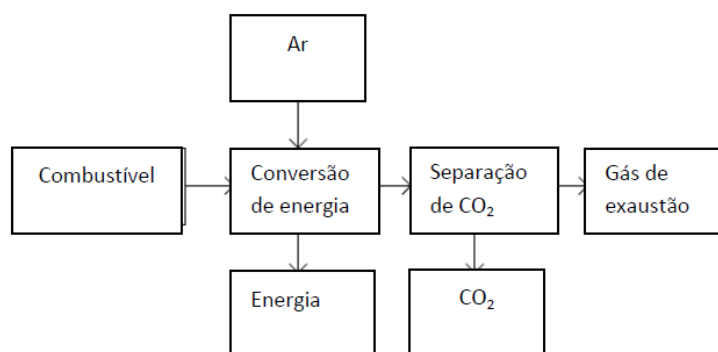 Ar
Combustível
Conversão
de energia
Separação
de CO₂
Gás de
exaustão
Energia
CO₂